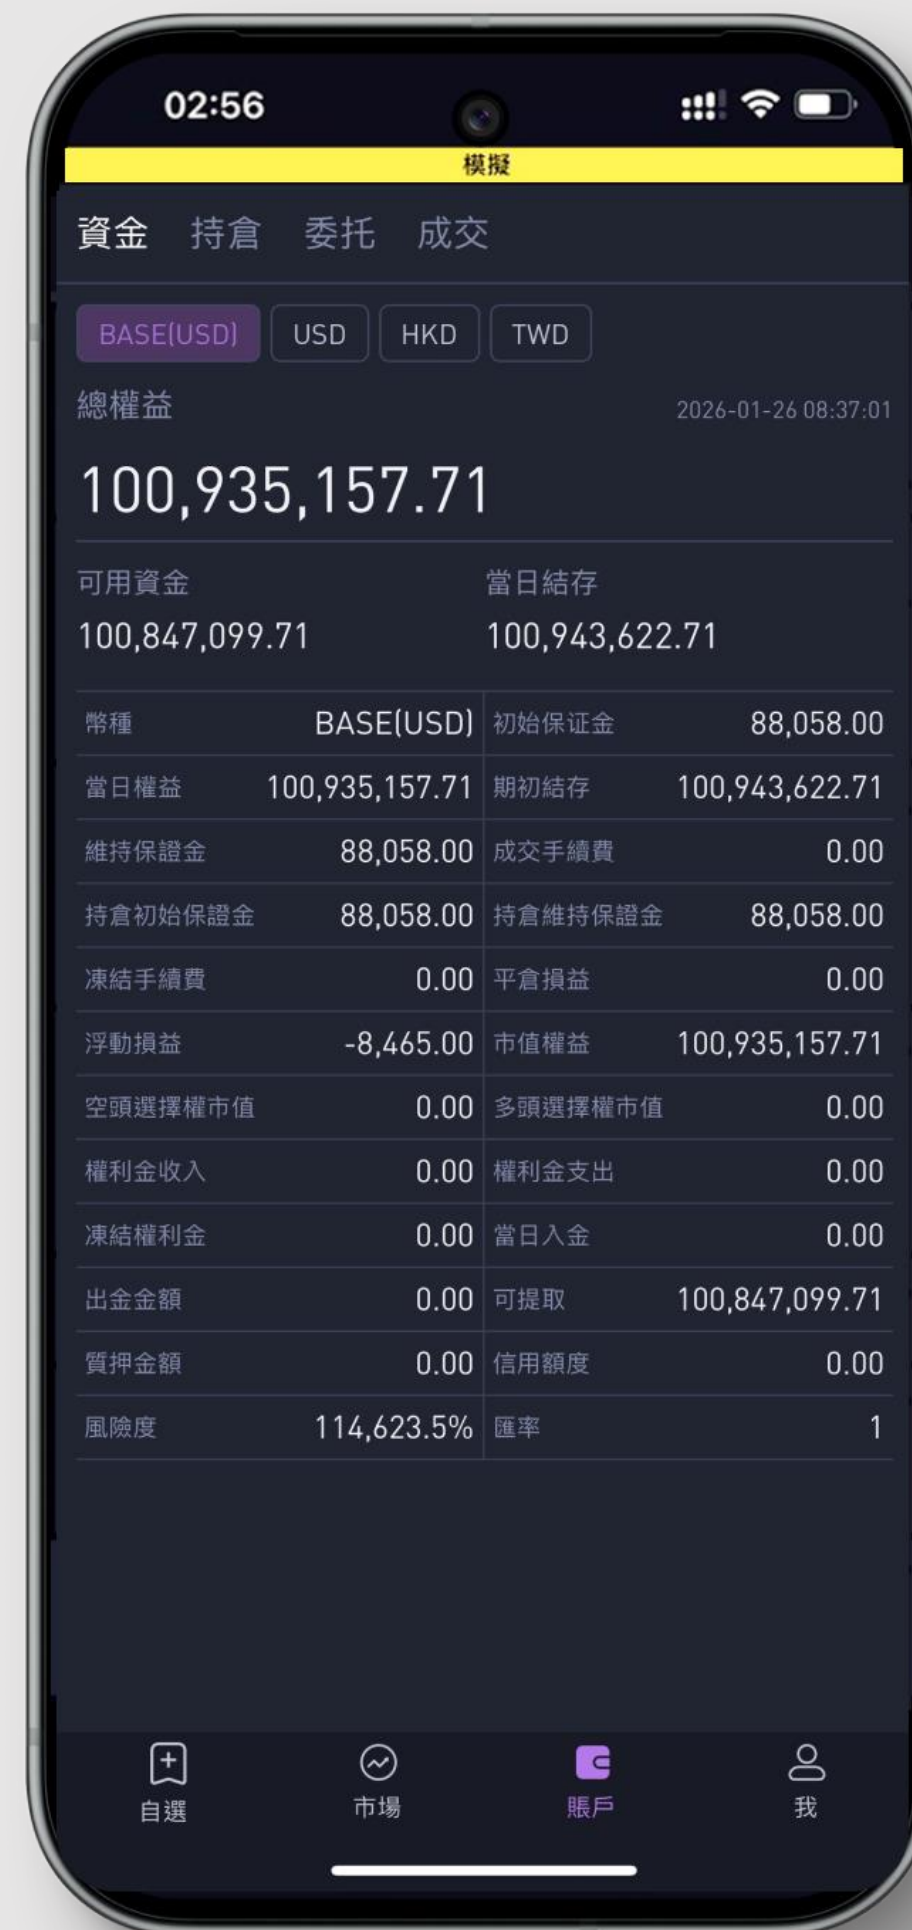 02:56
模擬
資金 持倉 委托 成交
BASE(USD) USD HKD TWD
總權益 2026-01-26 08:37:01
100,935,157.71
可用資金 當日結存
100,847,099.71 100,943,622.71
幣種 BASE(USD) 初始保证金 88,058.00
當日權益 100,935,157.71 期初結存 100,943,622.71
維持保證金 88,058.00 成交手續費 0.00
持倉初始保證金 88,058.00 持倉維持保證金 88,058.00
凍結手續費 0.00 平倉損益 0.00
浮動損益 -8,465.00 市值權益 100,935,157.71
空頭選擇權市值 0.00 多頭選擇權市值 0.00
權利金收入 0.00 權利金支出 0.00
凍結權利金 0.00 當日入金 0.00
出金金額 0.00 可提取 100,847,099.71
質押金額 0.00 信用額度 0.00
風險度 114,623.5% 匯率 1
自選 市場 賬戶 我